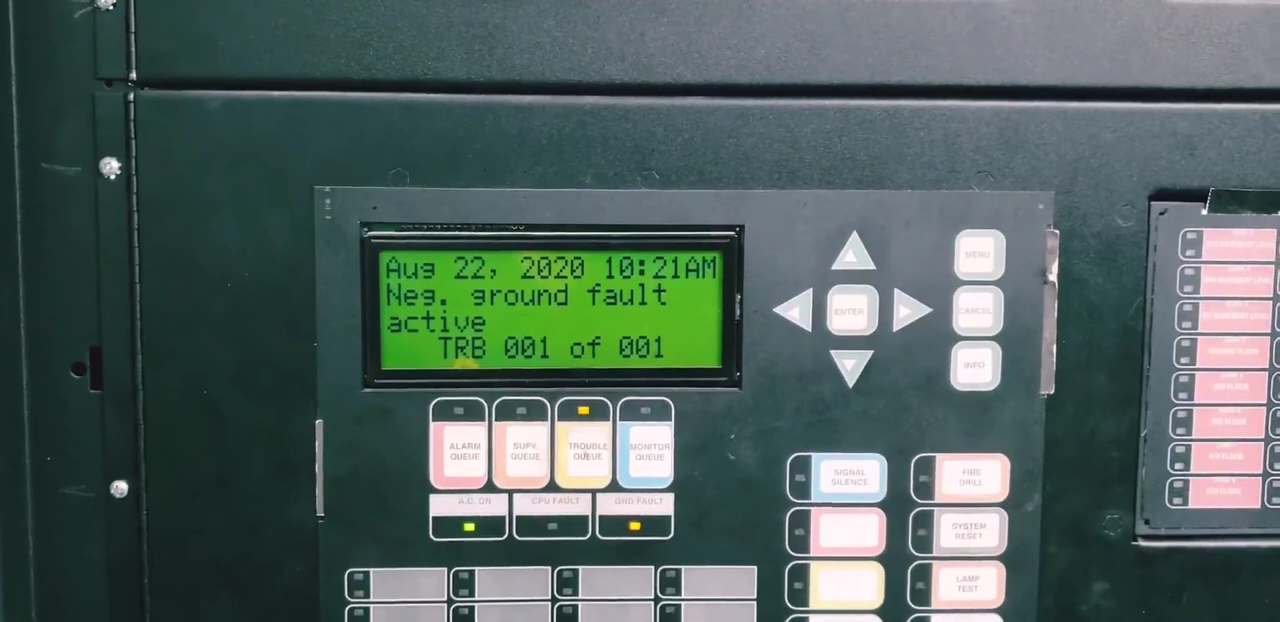 Aug 22, 2020 10:21AM
Neg. ground fault
active
TRB 001 of 001
MENU
ENTER
CANCEL
INFO
ALARM
QUEUE
SUPV.
QUEUE
TROUBLE
QUEUE
MONITOR
QUEUE
A.C. ON
CPU FAULT
GND FAULT
SIGNAL
SILENCE
FIRE
DRILL
SYSTEM
RESET
LAMP
TEST